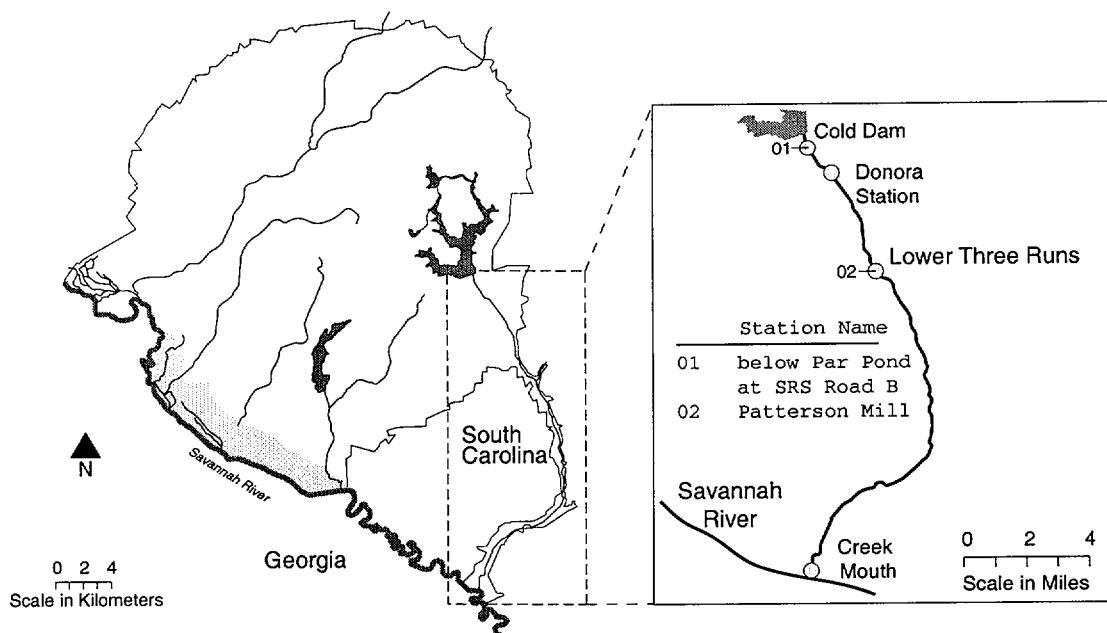 N
Savannah River
Georgia
South
Carolina
0 2 4
Scale in Kilometers
Cold Dam
01
Donora
Station
02
Lower Three Runs
Station Name
01 below Par Pond
at SRS Road B
02 Patterson Mill
Savannah
River
Creek
Mouth
0 2 4
Scale in Miles